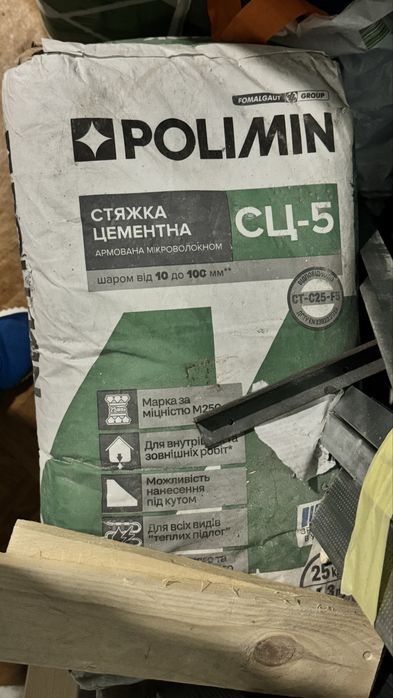 FOMALGAUT GROUP
POLIMIN
СТЯЖКА
ЦЕМЕНТНА
АРМОВАНА МІКРОВОЛОКНОМ
СЦ-5
шаром від 10 до 100 мм**
CT-C25-F5
Марка за
міцністю М250
Для внутрішніх та
зовнішніх робіт*
Можливість
нанесення
під кутом
Для всіх видів
"теплих підлог"
та
25